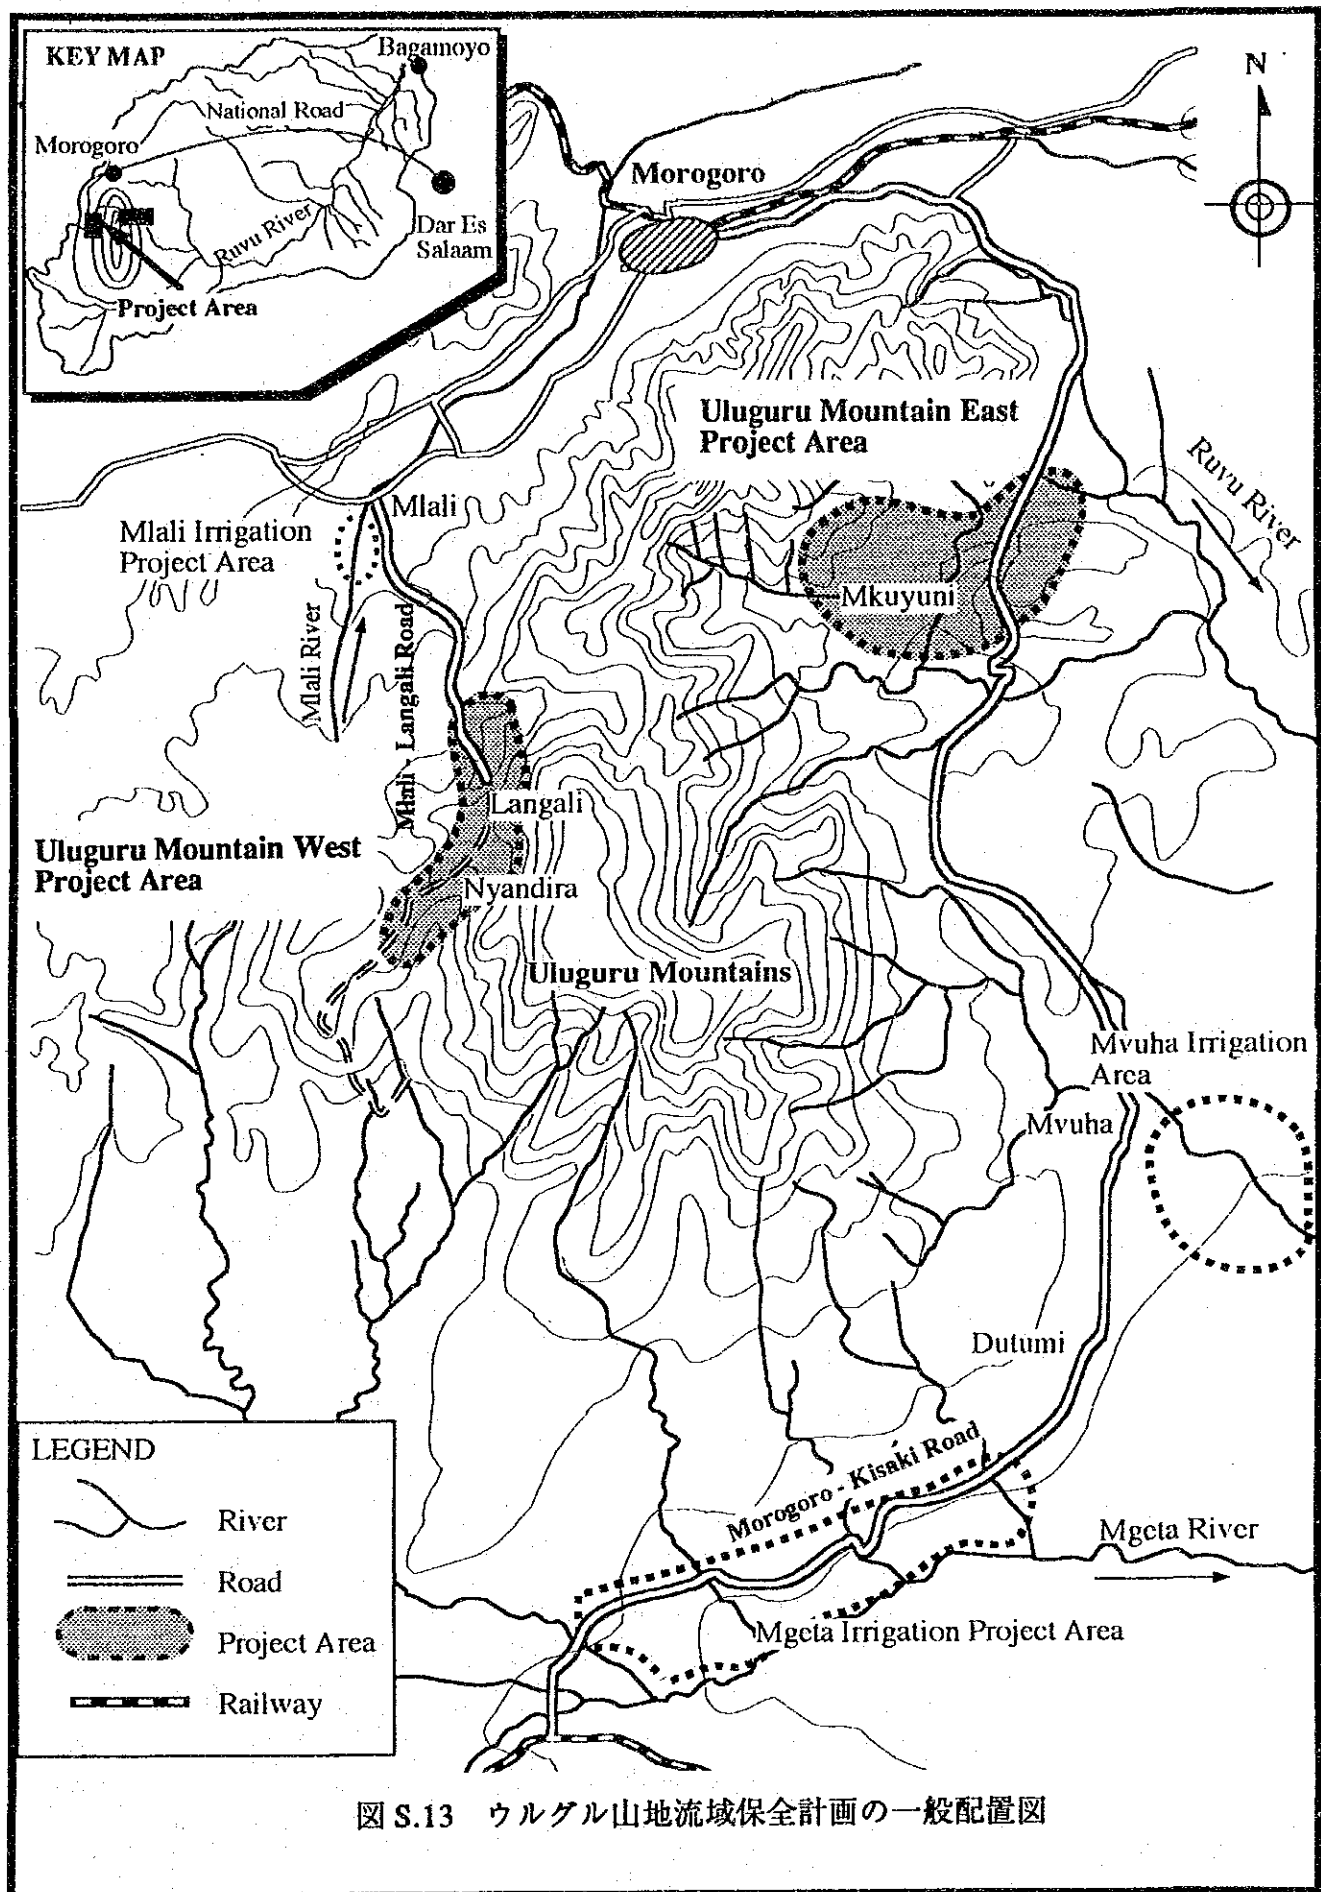 KEY MAP
Bagamoyo
National Road
Morogoro
Dar Es
Salaam
Ruvu River
Project Area
N
Morogoro
Uluguru Mountain East
Project Area
Ruvu River
Mlali
Mlali Irrigation
Project Area
Mkuyuni
Mlali River
Mlali - Langali Road
Langali
Uluguru Mountain West
Project Area
Nyandira
Uluguru Mountains
Mvuha Irrigation
Area
Mvuha
Dutumi
Morogoro - Kisaki Road
Mgeta River
Mgeta Irrigation Project Area
LEGEND
River
Road
Project Area
Railway
図 S.13 ウルグル山地流域保全計画の一般配置図